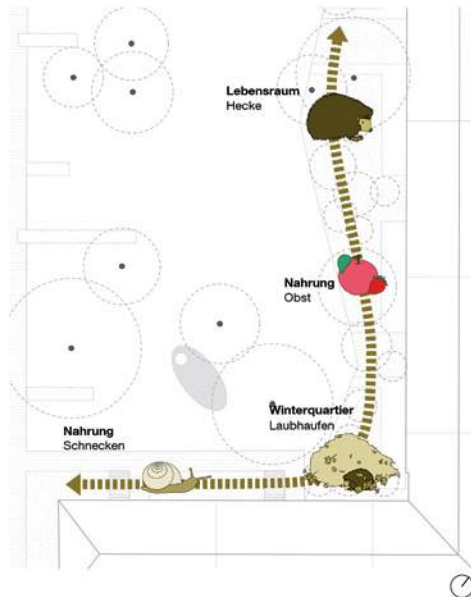 Lebensraum
Hecke
Nahrung
Obst
Winterquartier
Laubhaufen
Nahrung
Schnecken